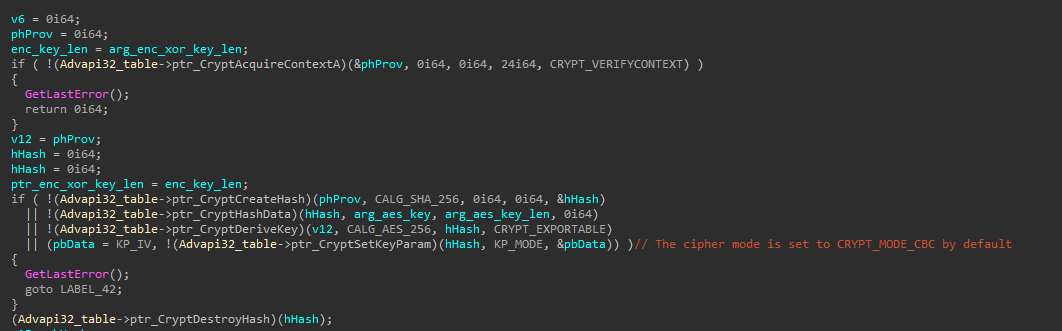 v6 = 0i64;
phProv = 0i64;
enc_key_len = arg_enc_xor_key_len;
if ( !(Advapi32_table->ptr_CryptAcquireContextA)(&phProv, 0i64, 0i64, 24i64, CRYPT_VERIFYCONTEXT) )
{
  GetLastError();
  return 0i64;
}
v12 = phProv;
hHash = 0i64;
hHash = 0i64;
ptr_enc_xor_key_len = enc_key_len;
if ( !(Advapi32_table->ptr_CryptCreateHash)(phProv, CALG_SHA_256, 0i64, 0i64, &hHash)
  || !(Advapi32_table->ptr_CryptHashData)(hHash, arg_aes_key, arg_aes_key_len, 0i64)
  || !(Advapi32_table->ptr_CryptDeriveKey)(v12, CALG_AES_256, hHash, CRYPT_EXPORTABLE)
  || (pbData = KP_IV, !(Advapi32_table->ptr_CryptSetKeyParam)(hHash, KP_MODE, &pbData)) )// The cipher mode is set to CRYPT_MODE_CBC by default
{
  GetLastError();
  goto LABEL_42;
}
(Advapi32_table->ptr_CryptDestroyHash)(hHash);